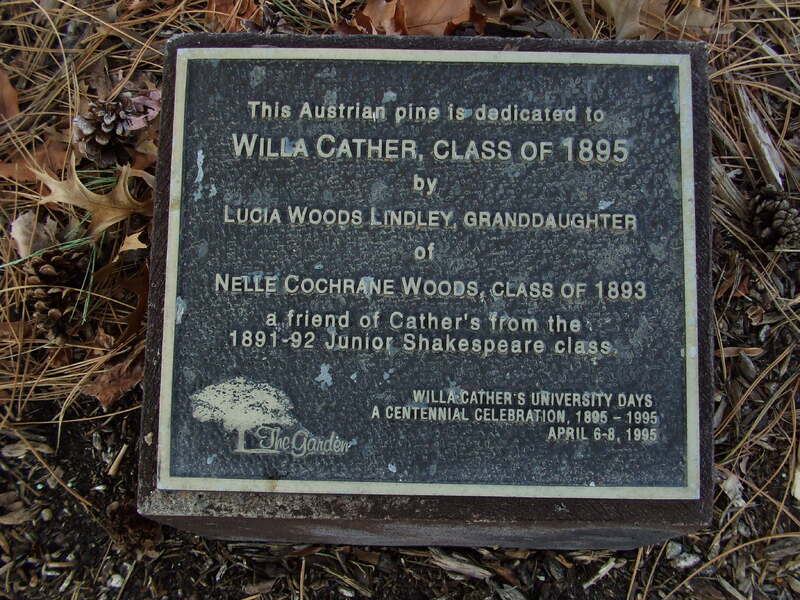 This Austrian pine is dedicated to
WILLA CATHER, CLASS OF 1895
by
LUCIA WOODS LINDLEY, GRANDDAUGHTER
of
NELLE COCHRANE WOODS, CLASS OF 1893
a friend of Cather's from the
1891-92 Junior Shakespeare class.
WILLA CATHER'S UNIVERSITY DAYS
A CENTENNIAL CELEBRATION, 1895 - 1995
APRIL 6-8, 1995
The Garden